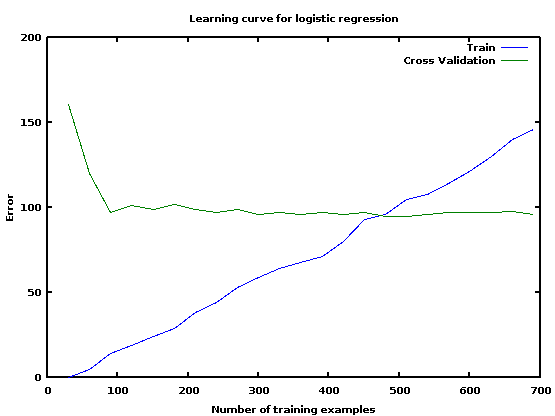 Learning curve for logistic regression
200
150
100
50
0
Error
Train
Cross Validation
0 100 200 300 400 500 600 700
Number of training examples